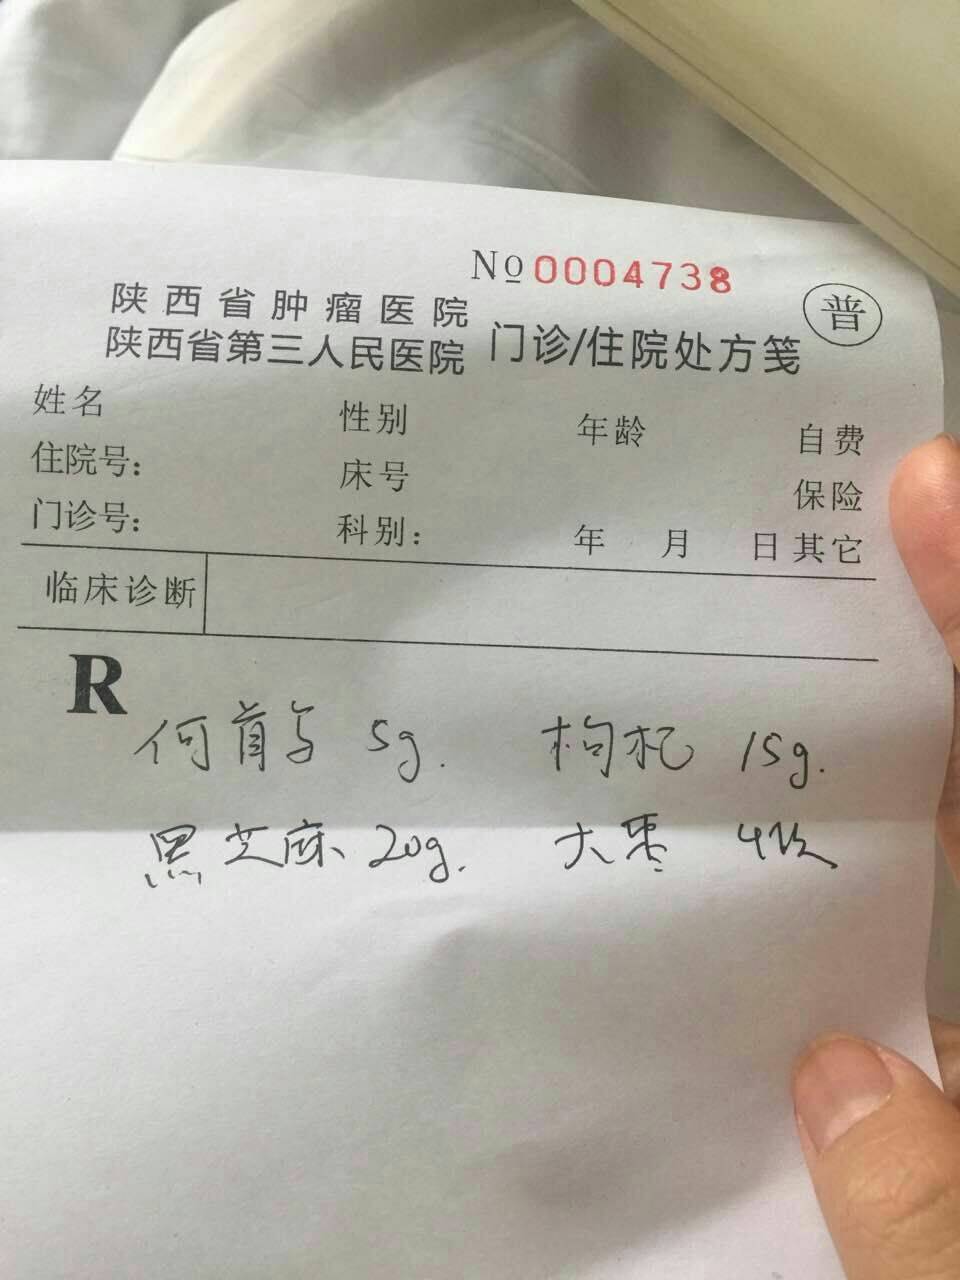 No 0004738
普
陕西省肿瘤医院
陕西省第三人民医院 门诊/住院处方笺
姓名 性别 年龄 自费
住院号: 床号 保险
门诊号: 科别: 年 月 日 其它
临床诊断
R
何首乌 5g. 枸杞 15g.
黑芝麻 20g. 大枣 4枚